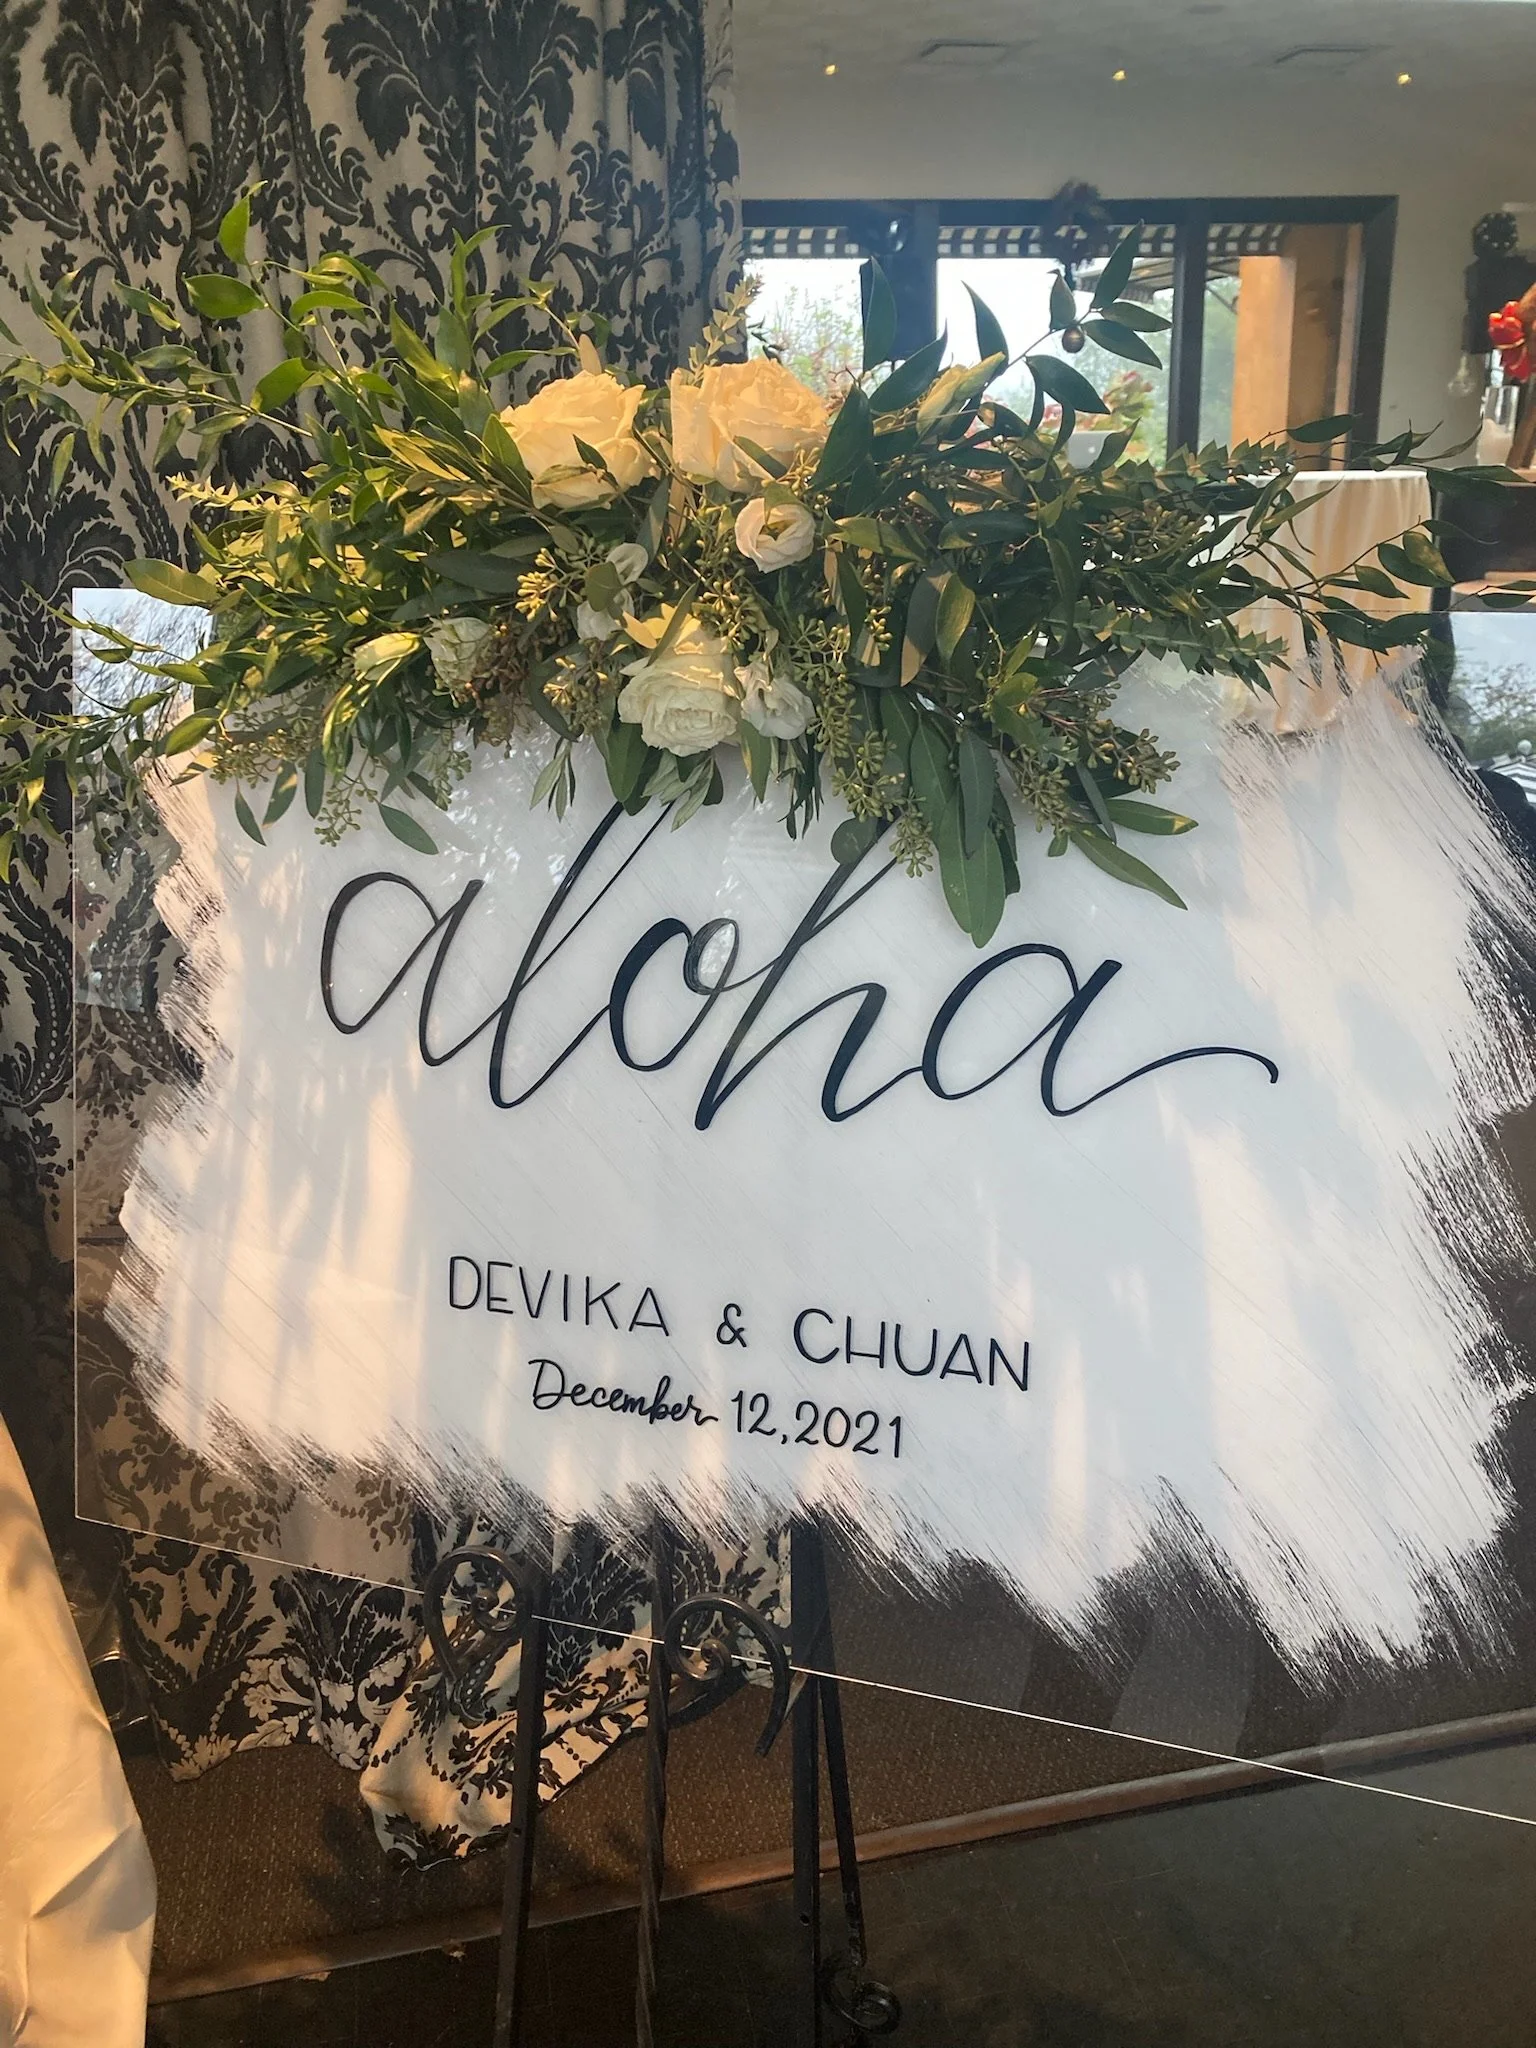 aloha
DEVIKA & CHUAN
December 12, 2021